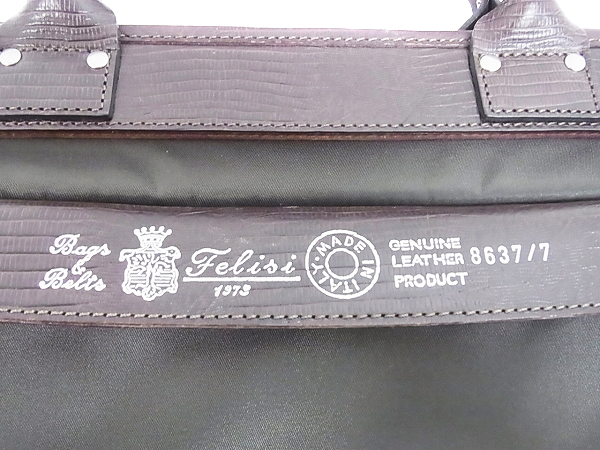 Bags
&
Belts
Felisi
1973
MADE IN ITALY
GENUINE
LEATHER 8637/7
PRODUCT